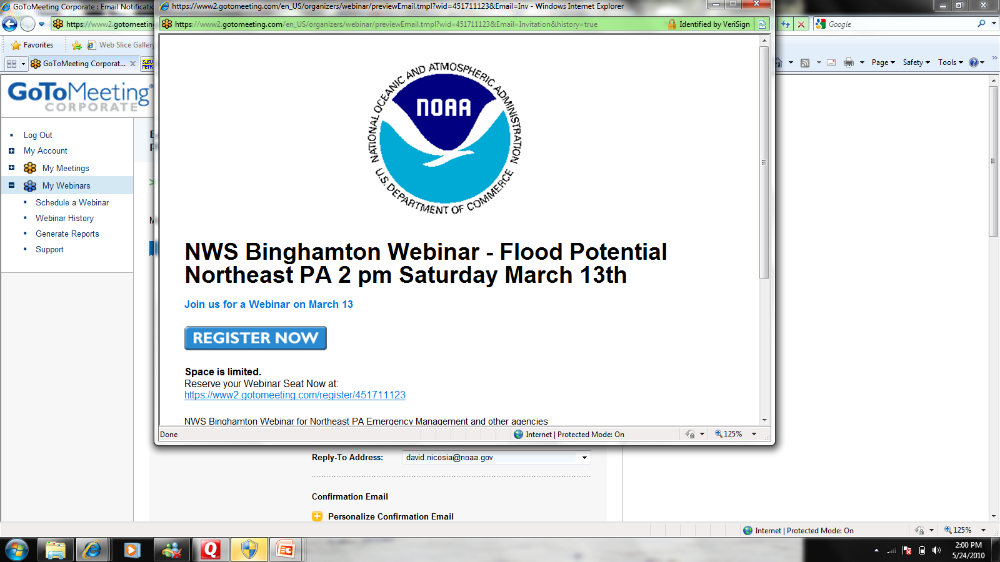 GoToMeeting Corporate : Email Notificatio
https://www2.gotomeeting.com/en_US/organizers/webinar/previewEmail.tmpl?wid=451711123&Email=Inv - Windows Internet Explorer
https://www2.gotomeeting
https://www2.gotomeeting.com/en_US/organizers/webinar/previewEmail.tmpl?wid=451711123&Email=Invitation&history=true
Identified by VeriSign
Google
Favorites
Web Slice Gallery
GoToMeeting Corporat...
Page
Safety
Tools
GoToMeeting
CORPORATE
Log Out
My Account
My Meetings
My Webinars
Schedule a Webinar
Webinar History
Generate Reports
Support
NATIONAL OCEANIC AND ATMOSPHERIC ADMINISTRATION
NOAA
U.S. DEPARTMENT OF COMMERCE
NWS Binghamton Webinar - Flood Potential
Northeast PA 2 pm Saturday March 13th
Join us for a Webinar on March 13
REGISTER NOW
Space is limited.
Reserve your Webinar Seat Now at:
https://www2.gotomeeting.com/register/451711123
NWS Binghamton Webinar for Northeast PA Emergency Management and other agencies
Done
Internet | Protected Mode: On
125%
Reply-To Address:
david.nicosia@noaa.gov
Confirmation Email
Personalize Confirmation Email
Internet | Protected Mode: On
125%
2:00 PM
5/24/2010